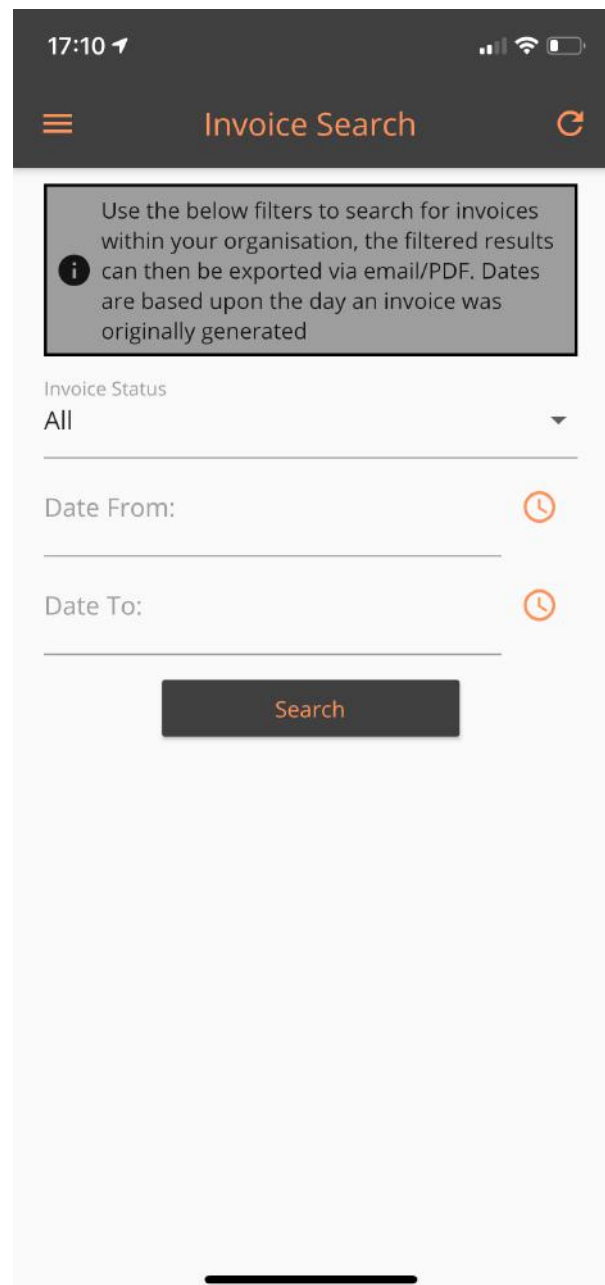 17:10
Invoice Search
Use the below filters to search for invoices
within your organisation, the filtered results
can then be exported via email/PDF. Dates
are based upon the day an invoice was
originally generated
Invoice Status
All
Date From:
Date To:
Search